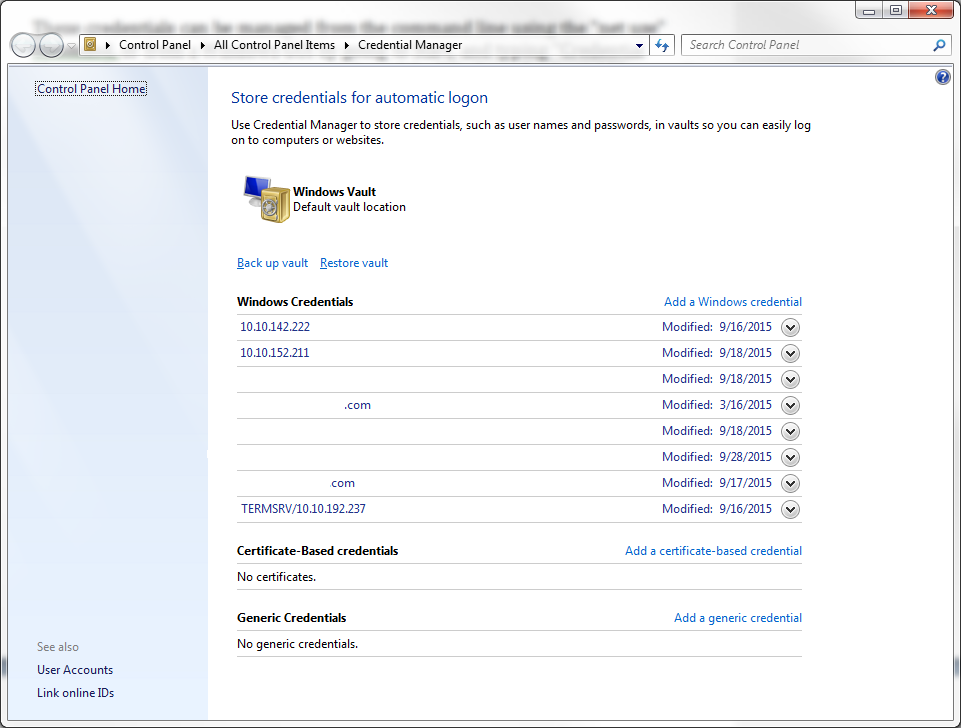 These credentials can be managed from the command line using the "net use"
Control Panel All Control Panel Items Credential Manager Search Control Panel
Control Panel Home
Store credentials for automatic logon
Use Credential Manager to store credentials, such as user names and passwords, in vaults so you can easily log
on to computers or websites.
Windows Vault
Default vault location
Back up vault Restore vault
Windows Credentials Add a Windows credential
10.10.142.222 Modified: 9/16/2015
10.10.152.211 Modified: 9/18/2015
Modified: 9/18/2015
.com Modified: 3/16/2015
Modified: 9/18/2015
Modified: 9/28/2015
.com Modified: 9/17/2015
TERMSRV/10.10.192.237 Modified: 9/16/2015
Certificate-Based credentials Add a certificate-based credential
No certificates.
Generic Credentials Add a generic credential
No generic credentials.
See also
User Accounts
Link online IDs